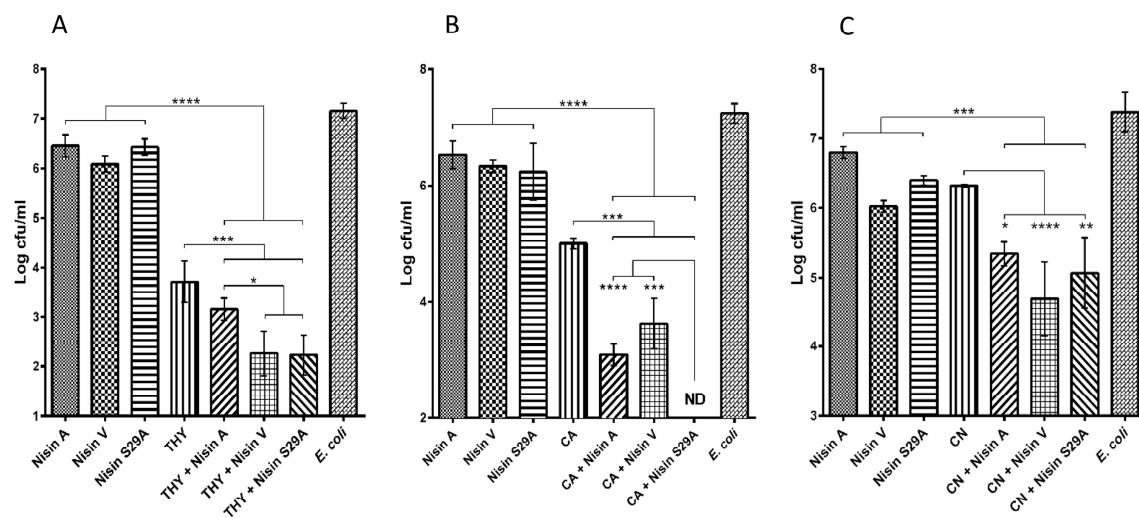 A
B
C
Log cfu/ml
8
7
6
5
4
3
2
1
****
***
*
Nisin A
Nisin V
Nisin S29A
THY
THY + Nisin A
THY + Nisin V
THY + Nisin S29A
E. coli
Log cfu/ml
8
6
4
2
****
***
****
***
ND
Nisin A
Nisin V
Nisin S29A
CA
CA + Nisin A
CA + Nisin V
CA + Nisin S29A
E. coli
Log cfu/ml
8
7
6
5
4
3
***
*
****
**
Nisin A
Nisin V
Nisin S29A
CN
CN + Nisin A
CN + Nisin V
CN + Nisin S29A
E. coli